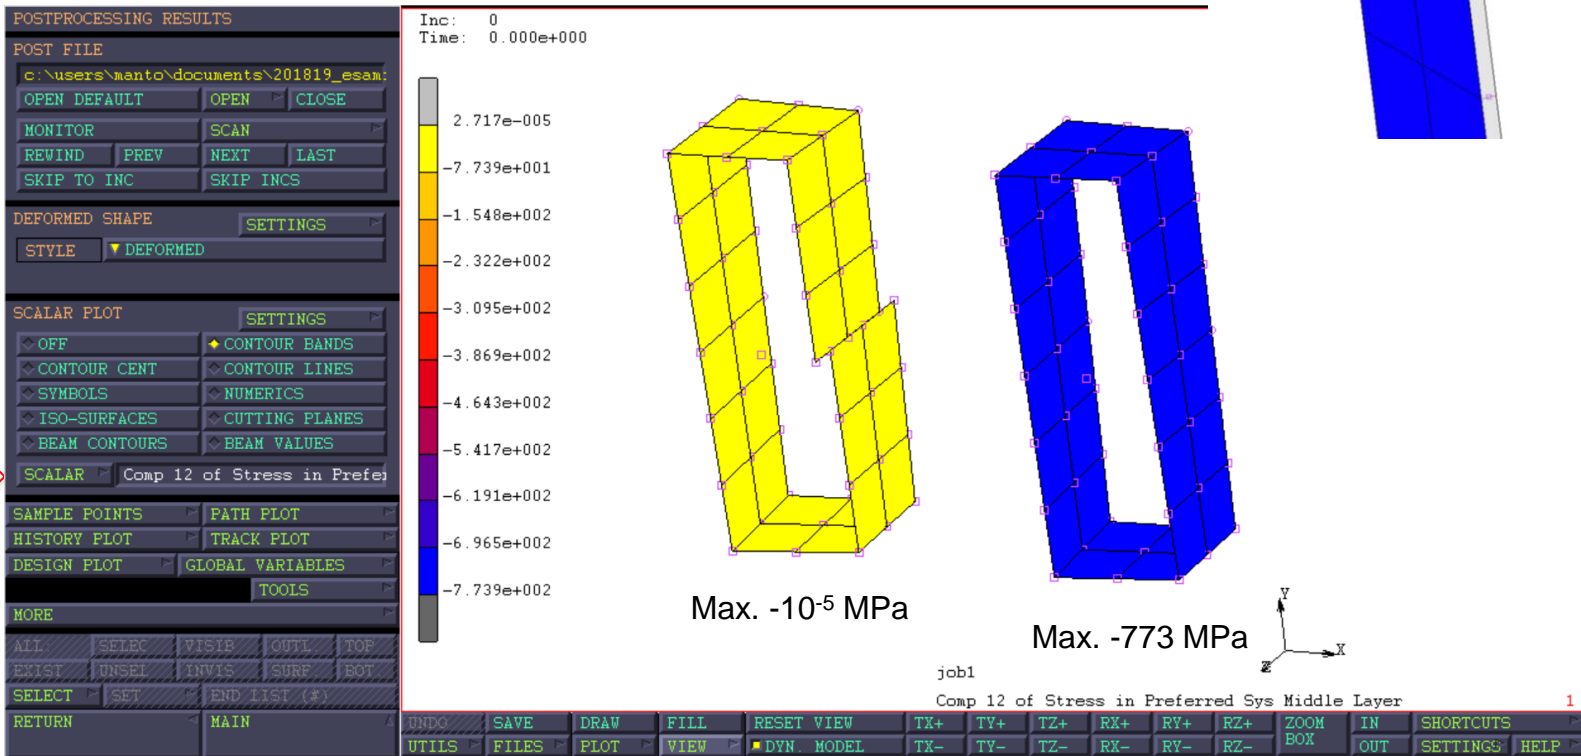 POSTPROCESSING RESULTS
POST FILE
c:\users\manto\documents\201819_esam:
OPEN DEFAULT OPEN CLOSE
MONITOR SCAN
REWIND PREV NEXT LAST
SKIP TO INC SKIP INCS
DEFORMED SHAPE SETTINGS
STYLE DEFORMED
SCALAR PLOT SETTINGS
OFF CONTOUR BANDS
CONTOUR CENT CONTOUR LINES
SYMBOLS NUMERICS
ISO-SURFACES CUTTING PLANES
BEAM CONTOURS BEAM VALUES
SCALAR Comp 12 of Stress in Prefe
SAMPLE POINTS PATH PLOT
HISTORY PLOT TRACK PLOT
DESIGN PLOT GLOBAL VARIABLES
TOOLS
MORE
ALL: SELEC VISIB OUTL TOP
EXIST UNSEL INVIS SURF BOT
SELECT SET END LIST (#)
RETURN MAIN
Inc: 0
Time: 0.000e+000
2.717e-005
-7.739e+001
-1.548e+002
-2.322e+002
-3.095e+002
-3.869e+002
-4.643e+002
-5.417e+002
-6.191e+002
-6.965e+002
-7.739e+002
Max. -10⁻⁵ MPa
Max. -773 MPa
Y
X
Z
job1
Comp 12 of Stress in Preferred Sys Middle Layer
1
UNDO SAVE DRAW FILL RESET VIEW TX+ TY+ TZ+ RX+ RY+ RZ+ ZOOM BOX IN SHORTCUTS
UTILS FILES PLOT VIEW DYN. MODEL TX- TY- TZ- RX- RY- RZ- OUT SETTINGS HELP